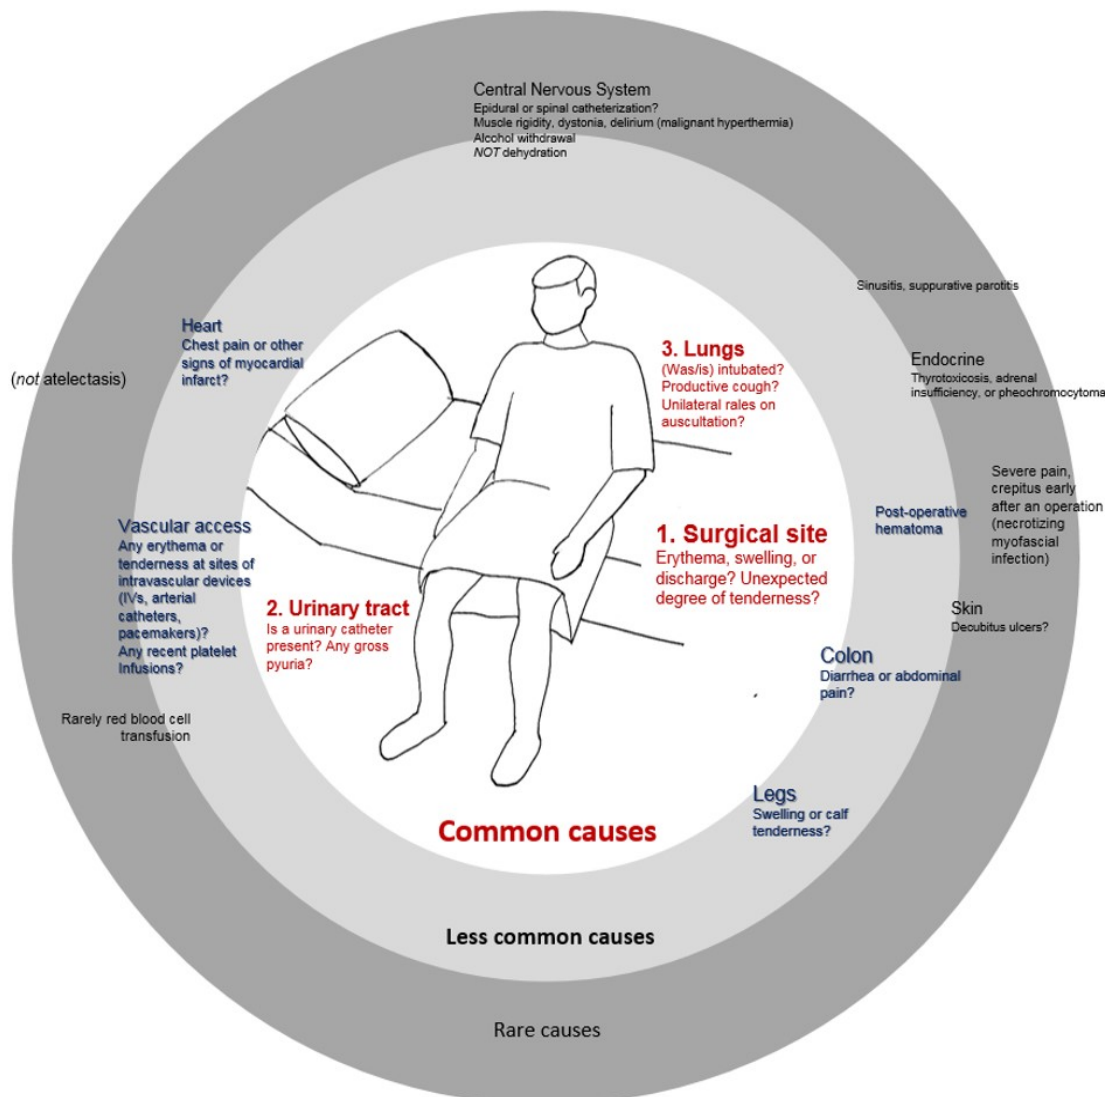 Central Nervous System
Epidural or spinal catheterization?
Muscle rigidity, dystonia, delirium (malignant hyperthermia)
Alcohol withdrawal
NOT dehydration
Sinusitis, suppurative parotitis
Heart
Chest pain or other
signs of myocardial
infarct?
(not atelectasis)
3. Lungs
(Was/is) intubated?
Productive cough?
Unilateral rales on
auscultation?
Endocrine
Thyrotoxicosis, adrenal
insufficiency, or pheochromycytoma
Severe pain,
crepitus early
after an operation
(necrotizing
myofascial
infection)
Post-operative
hematoma
Vascular access
Any erythema or
tenderness at sites of
intravascular devices
(IVs, arterial
catheters,
pacemakers)?
Any recent platelet
Infusions?
1. Surgical site
Erythema, swelling, or
discharge? Unexpected
degree of tenderness?
2. Urinary tract
Is a urinary catheter
present? Any gross
pyuria?
Skin
Decubitus ulcers?
Colon
Diarrhea or abdominal
pain?
Rarely red blood cell
transfusion
Legs
Swelling or calf
tenderness?
Common causes
Less common causes
Rare causes